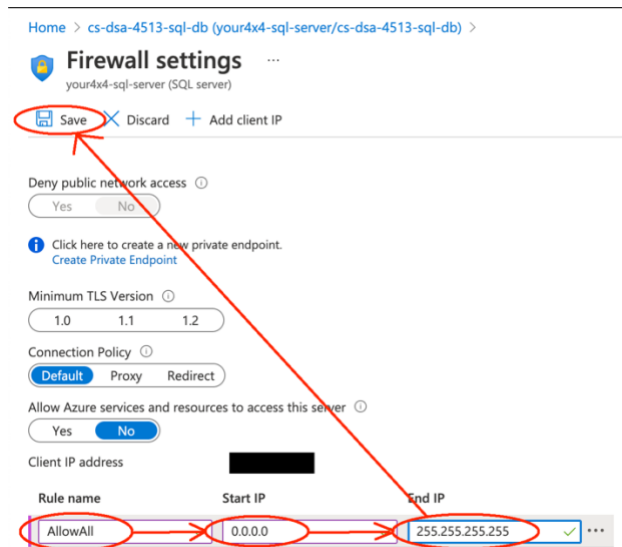 Home > cs-dsa-4513-sql-db (your4x4-sql-server/cs-dsa-4513-sql-db) >
Firewall settings ...
your4x4-sql-server (SQL server)
Save Discard + Add client IP
Deny public network access
Yes No
Click here to create a new private endpoint.
Create Private Endpoint
Minimum TLS Version
1.0 1.1 1.2
Connection Policy
Default Proxy Redirect
Allow Azure services and resources to access this server
Yes No
Client IP address
Rule name Start IP End IP
AllowAll 0.0.0.0 255.255.255.255 ...